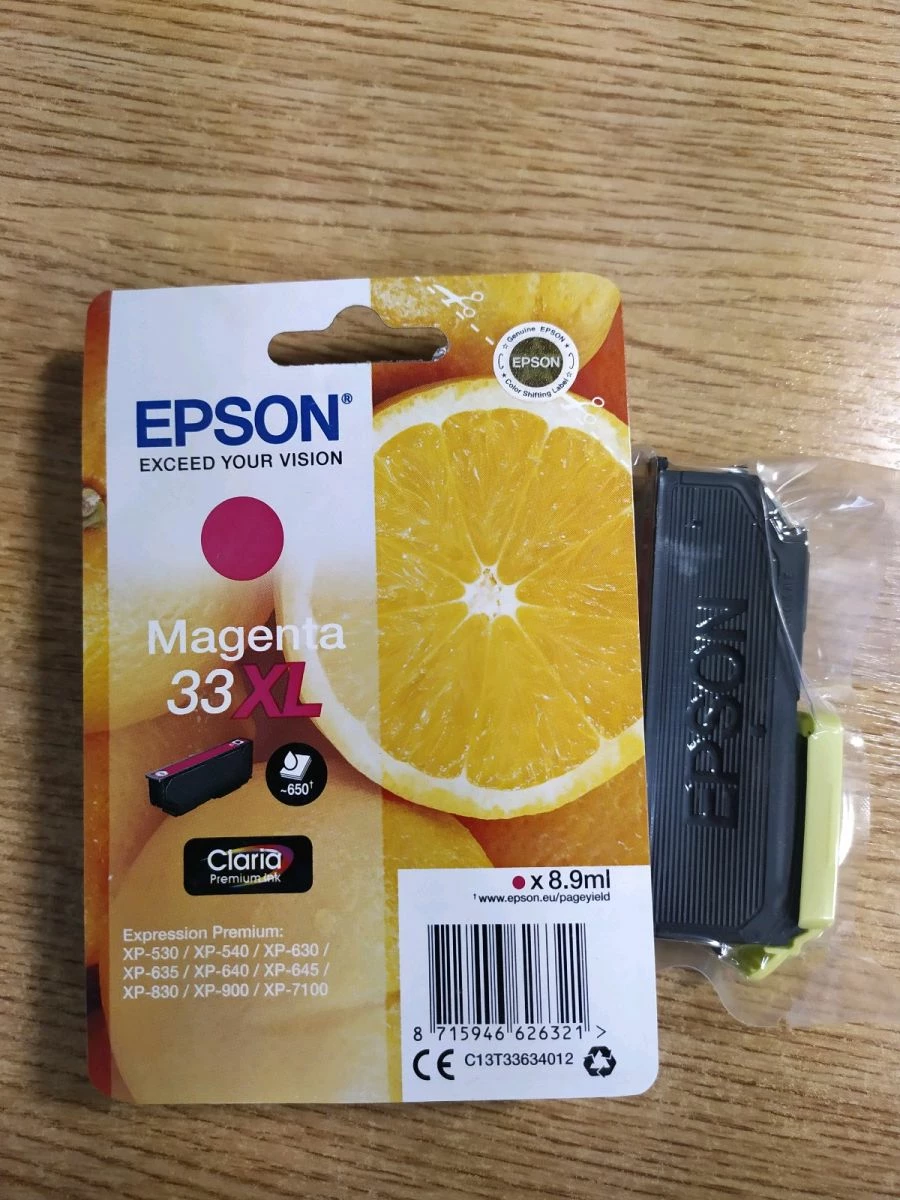 Genuine EPSON
EPSON
Color Shifting Label
EPSON®
EXCEED YOUR VISION
Magenta
33XL
~650†
Claria
Premium Ink
x 8.9ml
† www.epson.eu/pageyield
Expression Premium:
XP-530 / XP-540 / XP-630 /
XP-635 / XP-640 / XP-645 /
XP-830 / XP-900 / XP-7100
8 715946 626321 >
CE C13T33634012
EPSON